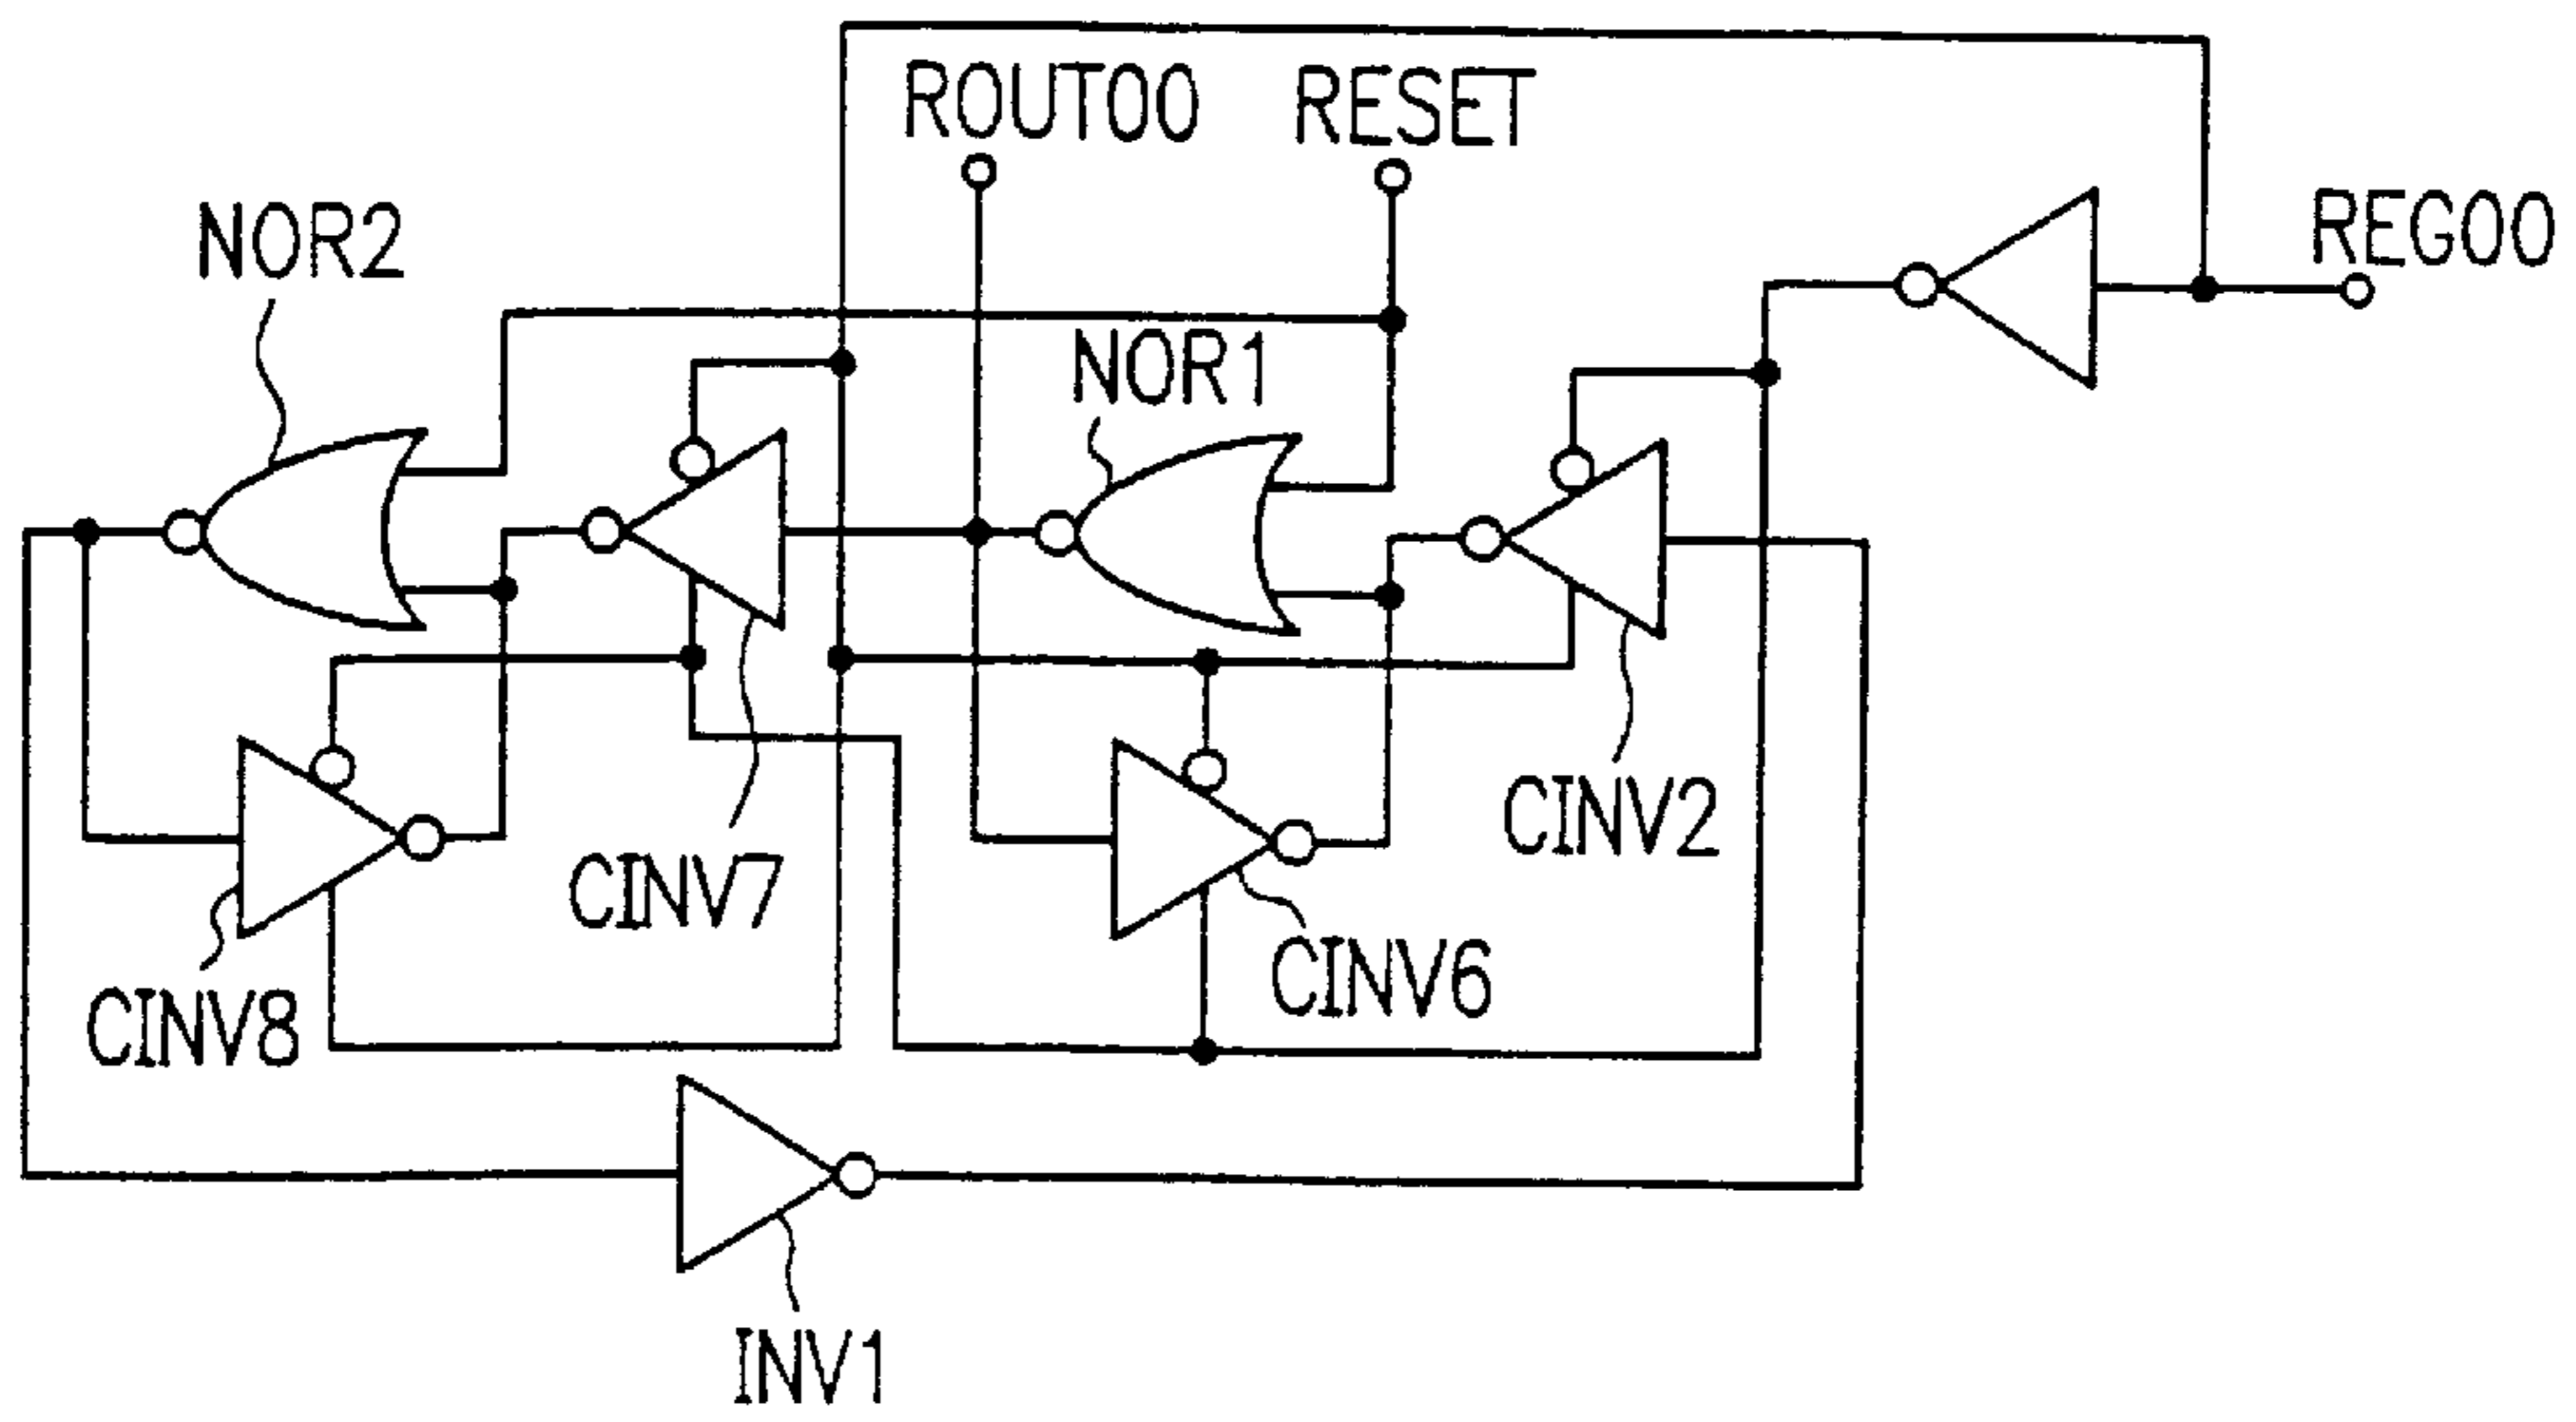 ROUT00
RESET
REG00
NOR2
NOR1
CINV2
CINV7
CINV6
CINV8
INV1